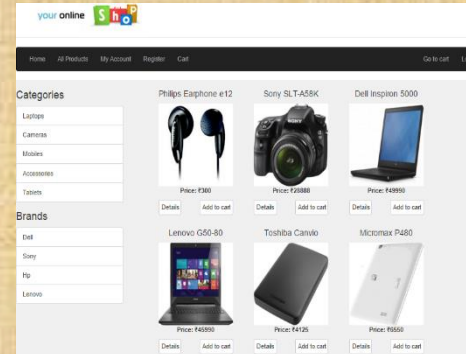 your online Shop
Home All Products My Account Register Cart Go to cart
Categories
Laptops
Cameras
Mobiles
Accessories
Tablets
Brands
Dell
Sony
Hp
Lenovo
Philips Earphone e12 Sony SLT-A58K Dell Inspiron 5000
SONY
Price: ₹300 Price: ₹26880 Price: ₹49990
Details Add to cart Details Add to cart Details Add to cart
Lenovo G50-80 Toshiba Canvio Micromax P480
Price: ₹45990 Price: ₹4125 Price: ₹5550
Details Add to cart Details Add to cart Details Add to cart